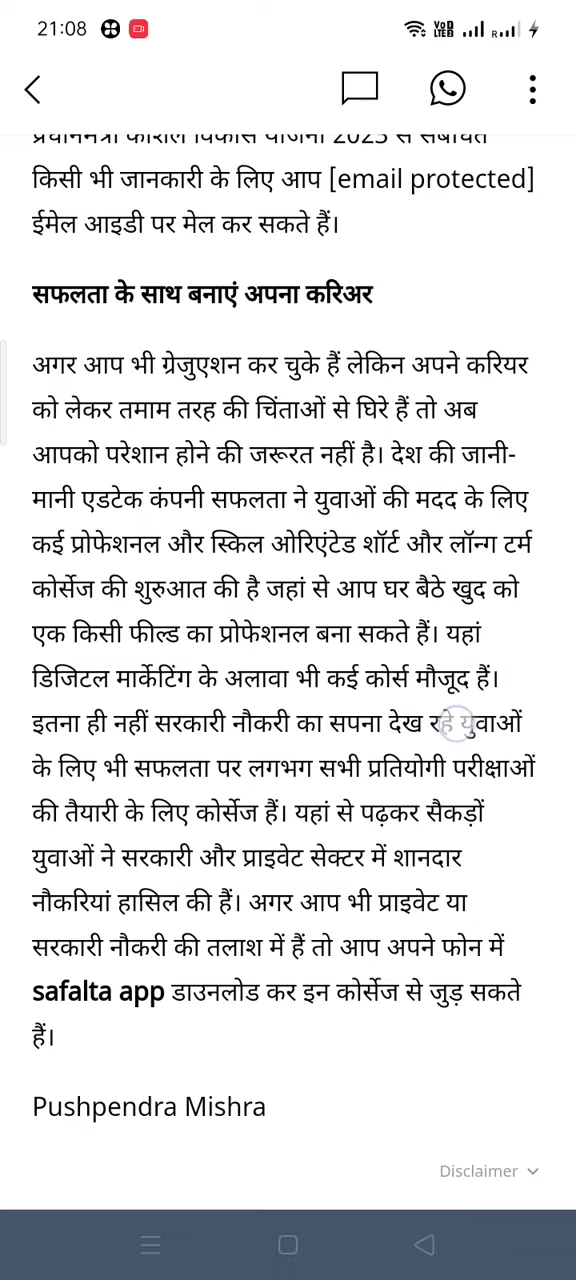 21:08
VoD LTE2 R
प्रधानमंत्री कौशल विकास योजना 2023 से संबंधित
किसी भी जानकारी के लिए आप [email protected]
ईमेल आइडी पर मेल कर सकते हैं।
सफलता के साथ बनाएं अपना करिअर
अगर आप भी ग्रेजुएशन कर चुके हैं लेकिन अपने करियर
को लेकर तमाम तरह की चिंताओं से घिरे हैं तो अब
आपको परेशान होने की जरूरत नहीं है। देश की जानी-
मानी एडटेक कंपनी सफलता ने युवाओं की मदद के लिए
कई प्रोफेशनल और स्किल ओरिएंटेड शॉर्ट और लॉन्ग टर्म
कोर्सेज की शुरुआत की है जहां से आप घर बैठे खुद को
एक किसी फील्ड का प्रोफेशनल बना सकते हैं। यहां
डिजिटल मार्केटिंग के अलावा भी कई कोर्स मौजूद हैं।
इतना ही नहीं सरकारी नौकरी का सपना देख रहे युवाओं
के लिए भी सफलता पर लगभग सभी प्रतियोगी परीक्षाओं
की तैयारी के लिए कोर्सेज हैं। यहां से पढ़कर सैकड़ों
युवाओं ने सरकारी और प्राइवेट सेक्टर में शानदार
नौकरियां हासिल की हैं। अगर आप भी प्राइवेट या
सरकारी नौकरी की तलाश में हैं तो आप अपने फोन में
safalta app डाउनलोड कर इन कोर्सेज से जुड़ सकते
हैं।
Pushpendra Mishra
Disclaimer